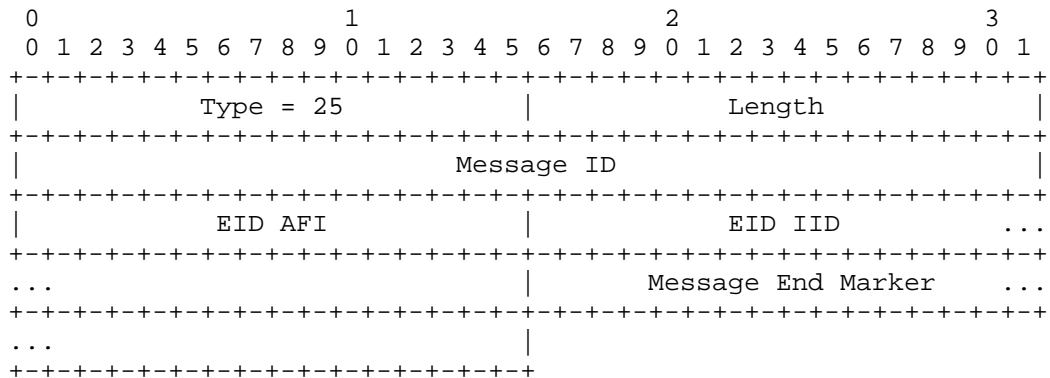 0                   1                   2                   3
 0 1 2 3 4 5 6 7 8 9 0 1 2 3 4 5 6 7 8 9 0 1 2 3 4 5 6 7 8 9 0 1
+-+-+-+-+-+-+-+-+-+-+-+-+-+-+-+-+-+-+-+-+-+-+-+-+-+-+-+-+-+-+-+-+
|           Type = 25           |            Length             |
+-+-+-+-+-+-+-+-+-+-+-+-+-+-+-+-+-+-+-+-+-+-+-+-+-+-+-+-+-+-+-+-+
|                           Message ID                          |
+-+-+-+-+-+-+-+-+-+-+-+-+-+-+-+-+-+-+-+-+-+-+-+-+-+-+-+-+-+-+-+-+
|            EID AFI            |            EID IID          ...
+-+-+-+-+-+-+-+-+-+-+-+-+-+-+-+-+-+-+-+-+-+-+-+-+-+-+-+-+-+-+-+-+
...                             |       Message End Marker    ...
+-+-+-+-+-+-+-+-+-+-+-+-+-+-+-+-+-+-+-+-+-+-+-+-+-+-+-+-+-+-+-+-+
...                             |
+-+-+-+-+-+-+-+-+-+-+-+-+-+-+-+-+